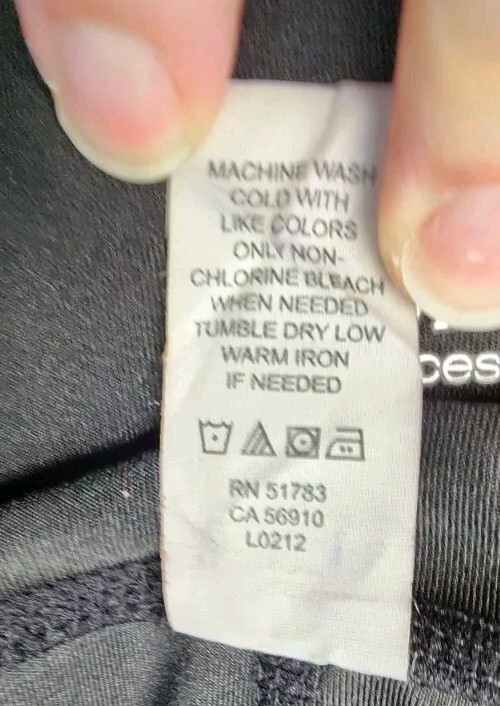 MACHINE WASH
COLD WITH
LIKE COLORS
ONLY NON-
CHLORINE BLEACH
WHEN NEEDED
TUMBLE DRY LOW
WARM IRON
IF NEEDED
ces
RN 51783
CA 56910
L0212